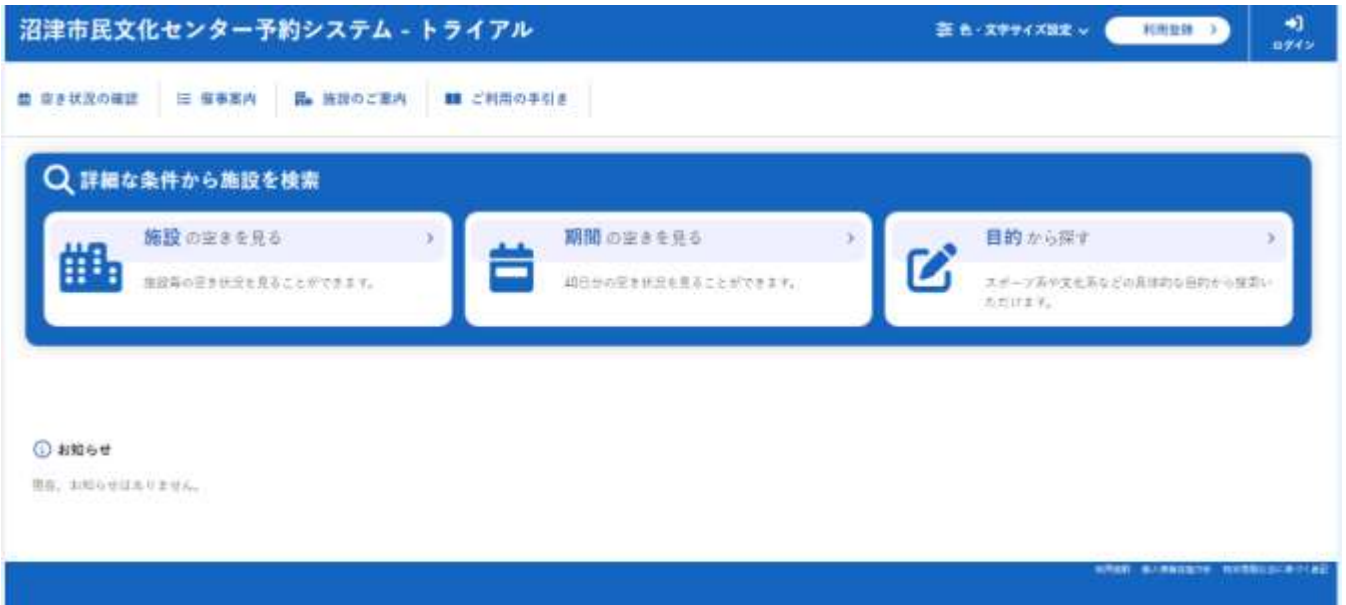 沼津市民文化センター予約システム - トライアル
色・文字サイズ設定
利用登録
ログイン
空き状況の確認
催事案内
施設のご案内
ご利用の手引き
詳細な条件から施設を検索
施設 の空きを見る
施設毎の空き状況を見ることができます。
期間 の空きを見る
40日分の空き状況を見ることができます。
目的 から探す
スポーツ系や文化系などの具体的な目的から検索い
ただけます。
お知らせ
現在、お知らせはありません。
利用規約